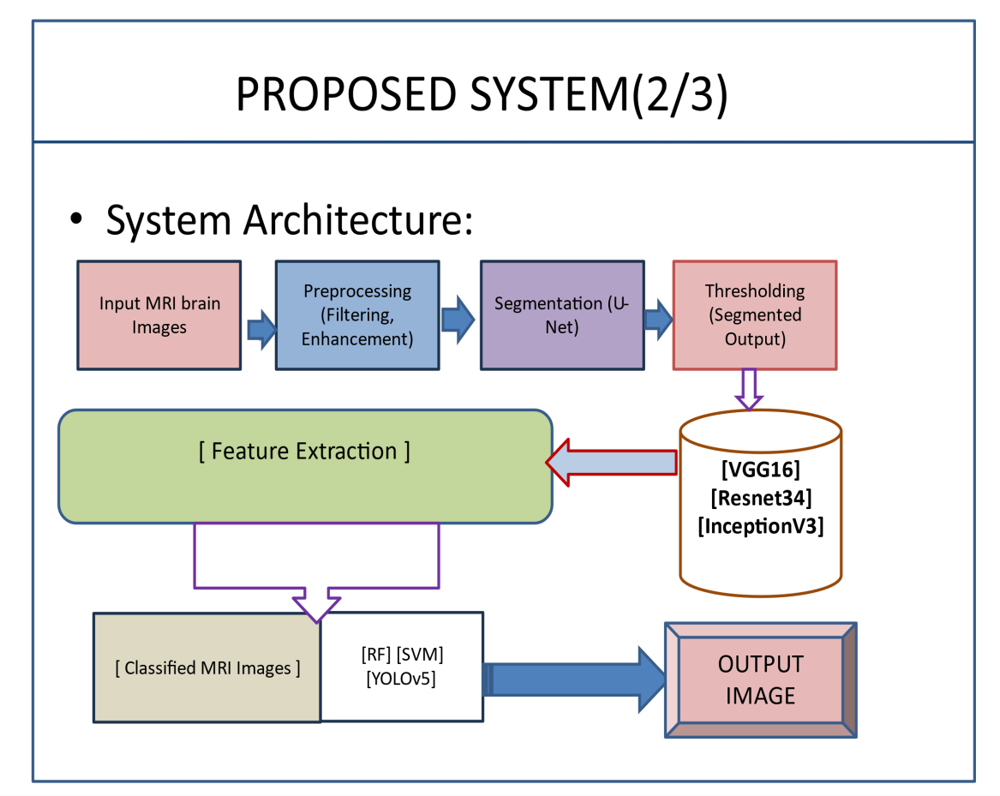 PROPOSED SYSTEM(2/3)
• System Architecture:
Input MRI brain
Images
Preprocessing
(Filtering,
Enhancement)
Segmentation (U-
Net)
Thresholding
(Segmented
Output)
[VGG16]
[Resnet34]
[InceptionV3]
[ Feature Extraction ]
[ Classified MRI Images ]
[RF] [SVM]
[YOLOv5]
OUTPUT
IMAGE